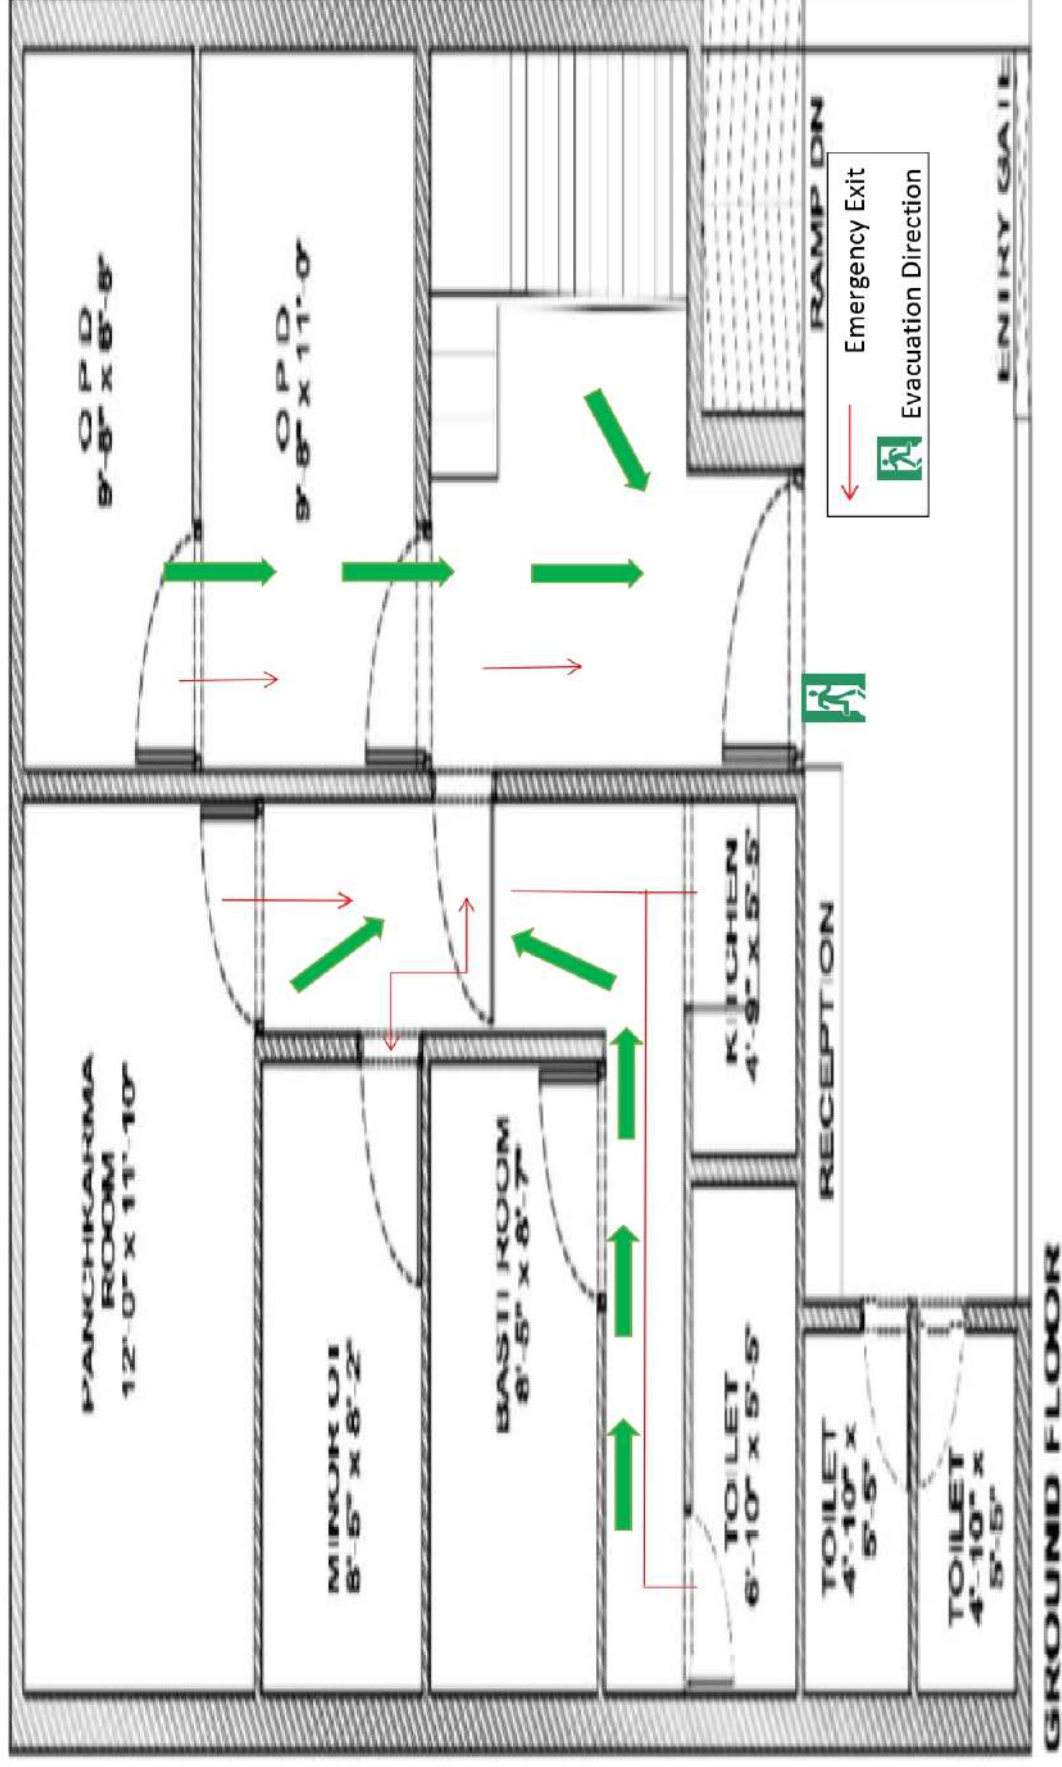 O P D
9'-8" x 8'-8"
O P D
9'-8" x 11'-0"
RAMP DN
ENTRY GATE
Emergency Exit
Evacuation Direction
PANCHKARMA
ROOM
12'-0" x 11'-10"
MINOR OT
8'-5" x 8'-2"
BASTI ROOM
8'-5" x 8'-7"
KITCHEN
4'-9" x 5'-5"
TOILET
6'-10" x 5'-5"
RECEPTION
TOILET
4'-10" x
5'-5"
TOILET
4'-10" x
5'-5"
GROUND FLOOR